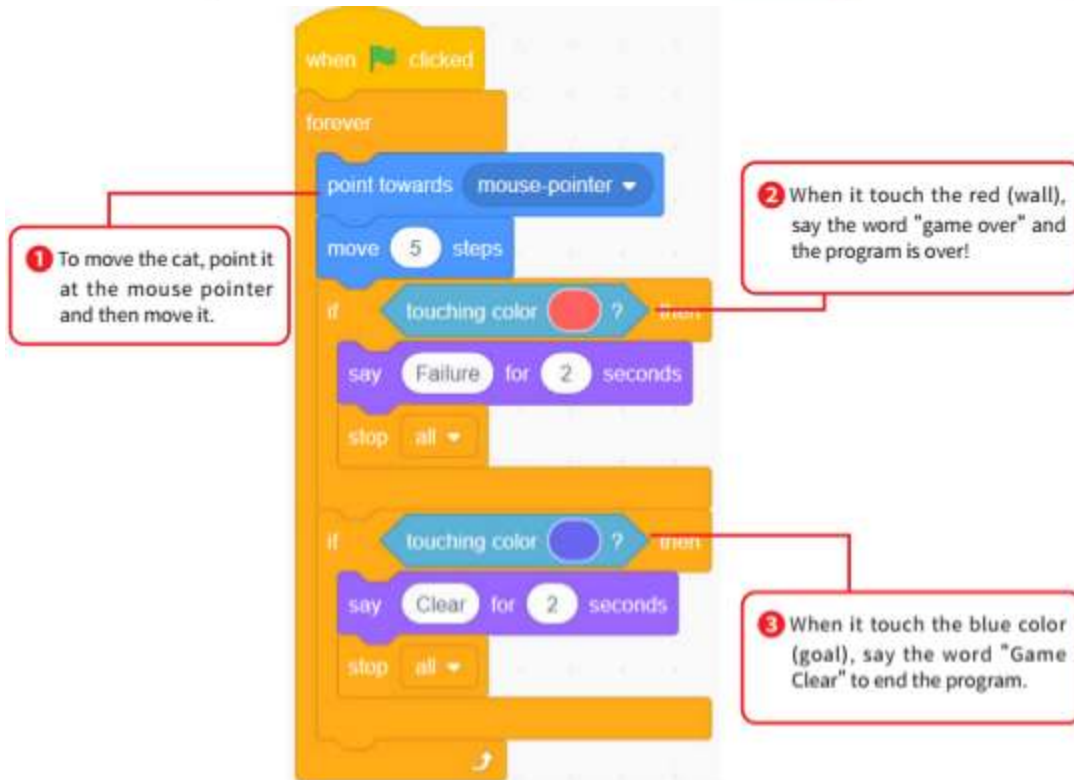 when clicked
forever
point towards mouse-pointer
move 5 steps
if touching color ? then
say Failure for 2 seconds
stop all
if touching color ? then
say Clear for 2 seconds
stop all
1 To move the cat, point it
at the mouse pointer
and then move it.
2 When it touch the red (wall),
say the word "game over" and
the program is over!
3 When it touch the blue color
(goal), say the word "Game
Clear" to end the program.